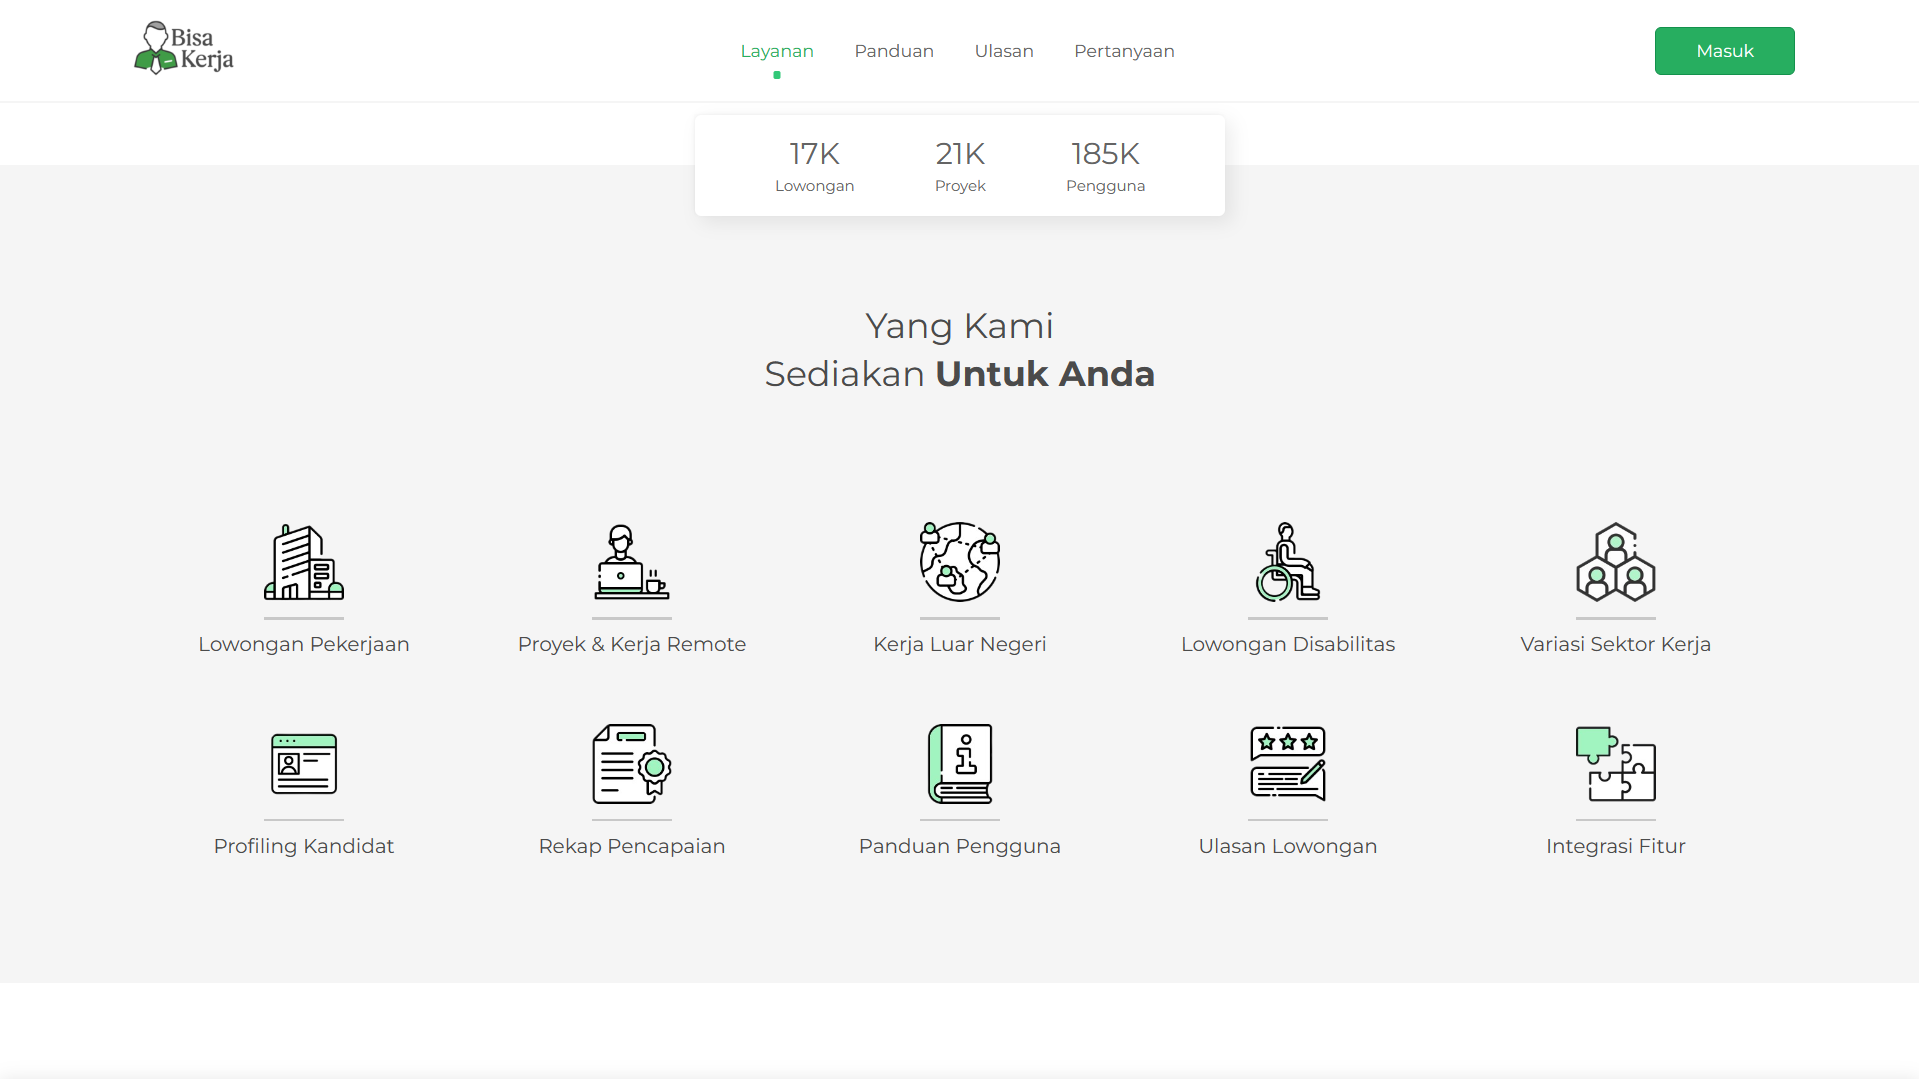 Bisa
Kerja
Layanan
Panduan
Ulasan
Pertanyaan
Masuk
17K
21K
185K
Lowongan
Proyek
Pengguna
Yang Kami
Sediakan Untuk Anda
Lowongan Pekerjaan
Proyek & Kerja Remote
Kerja Luar Negeri
Lowongan Disabilitas
Variasi Sektor Kerja
Profiling Kandidat
Rekap Pencapaian
Panduan Pengguna
Ulasan Lowongan
Integrasi Fitur